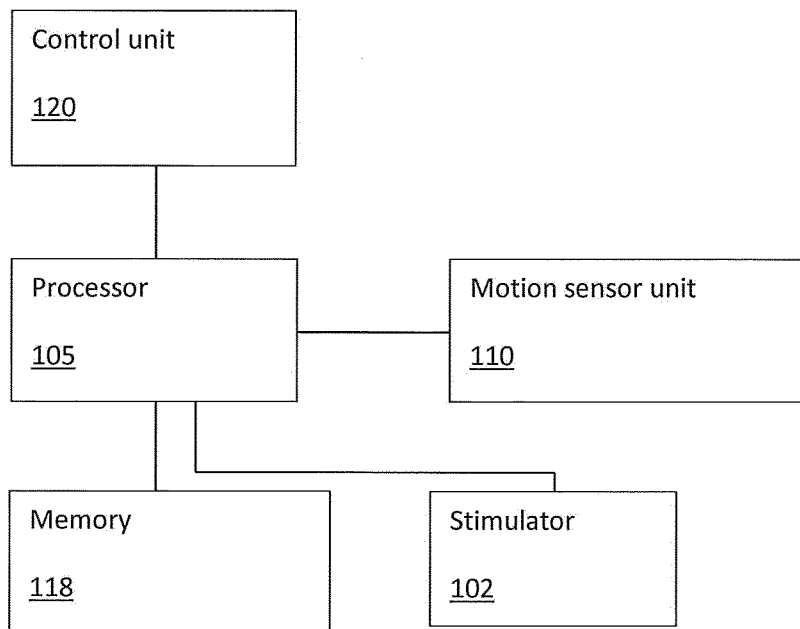 Control unit
120
Processor
105
Motion sensor unit
110
Memory
118
Stimulator
102